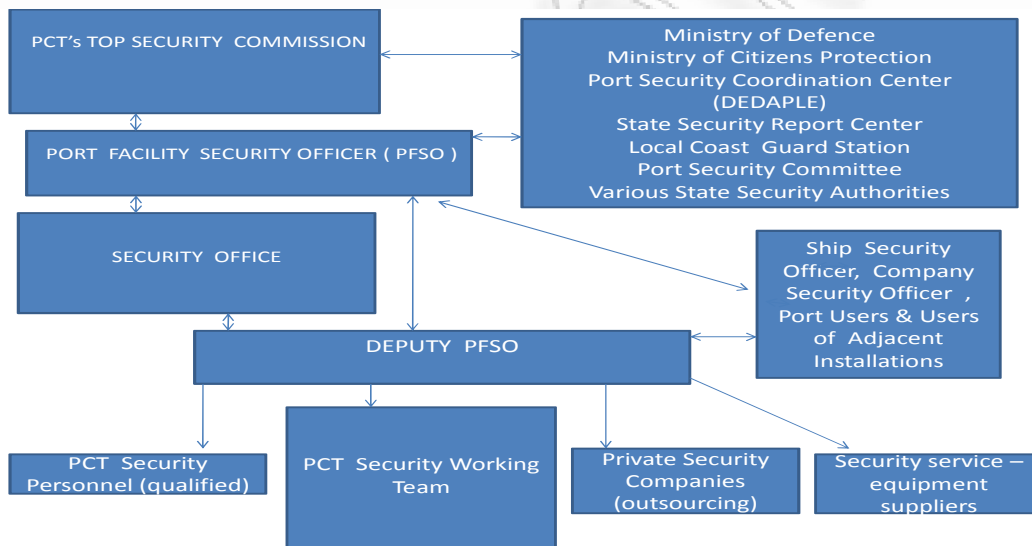 PCT's TOP SECURITY COMMISSION
Ministry of Defence
Ministry of Citizens Protection
Port Security Coordination Center
(DEDAPLE)
State Security Report Center
Local Coast Guard Station
Port Security Committee
Various State Security Authorities
PORT FACILITY SECURITY OFFICER ( PFSO )
SECURITY OFFICE
Ship Security
Officer, Company
Security Officer ,
Port Users & Users
of Adjacent
Installations
DEPUTY PFSO
PCT Security
Personnel (qualified)
PCT Security Working
Team
Private Security
Companies
(outsourcing)
Security service –
equipment
suppliers